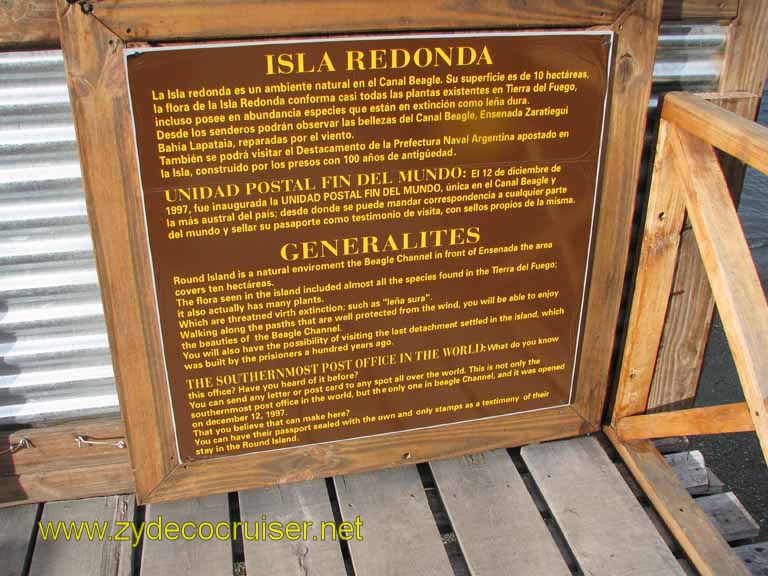 ISLA REDONDA
La Isla redonda es un ambiente natural en el Canal Beagle. Su superficie es de 10 hectáreas,
la flora de la Isla Redonda conforma casi todas las plantas existentes en Tierra del Fuego,
incluso posee en abundancia especies que están en extinción como leña dura.
Desde los senderos podrán observar las bellezas del Canal Beagle, Ensenada Zaratiegui
Bahía Lapataia, reparadas por el viento.
También se podrá visitar el Destacamento de la Prefectura Naval Argentina apostado en
la Isla, construido por los presos con 100 años de antigüedad.
UNIDAD POSTAL FIN DEL MUNDO: El 12 de diciembre de
1997, fue inaugurada la UNIDAD POSTAL FIN DEL MUNDO, única en el Canal Beagle y
la más austral del país; desde donde se puede mandar correspondencia a cualquier parte
del mundo y sellar su pasaporte como testimonio de visita, con sellos propios de la misma.
GENERALITES
Round Island is a natural enviroment the Beagle Channel in front of Ensenada the area
covers ten hectáreas.
The flora seen in the island included almost all the species found in the Tierra del Fuego;
it also actually has many plants.
Which are threatned virth extinction; such as "leña sura".
Walking along the pasths that are well protected from the wind, you will be able to enjoy
the beauties of the Beagle Channel.
You will also have the possibility of visiting the last detachment settled in the island, which
was built by the prisioners a hundred years ago.
THE SOUTHERNMOST POST OFFICE IN THE WORLD: What do you know
this office? Have you heard of it before?
You can send any letter or post card to any spot all over the world. This is not only the
southernmost post office in the world, but the only one in beagle Channel, and it was opened
on december 12, 1997.
That you believe that can make here?
You can have their passport sealed with the own and only stamps as a testimony of their
stay in the Round Island.
www.zydecocruiser.net